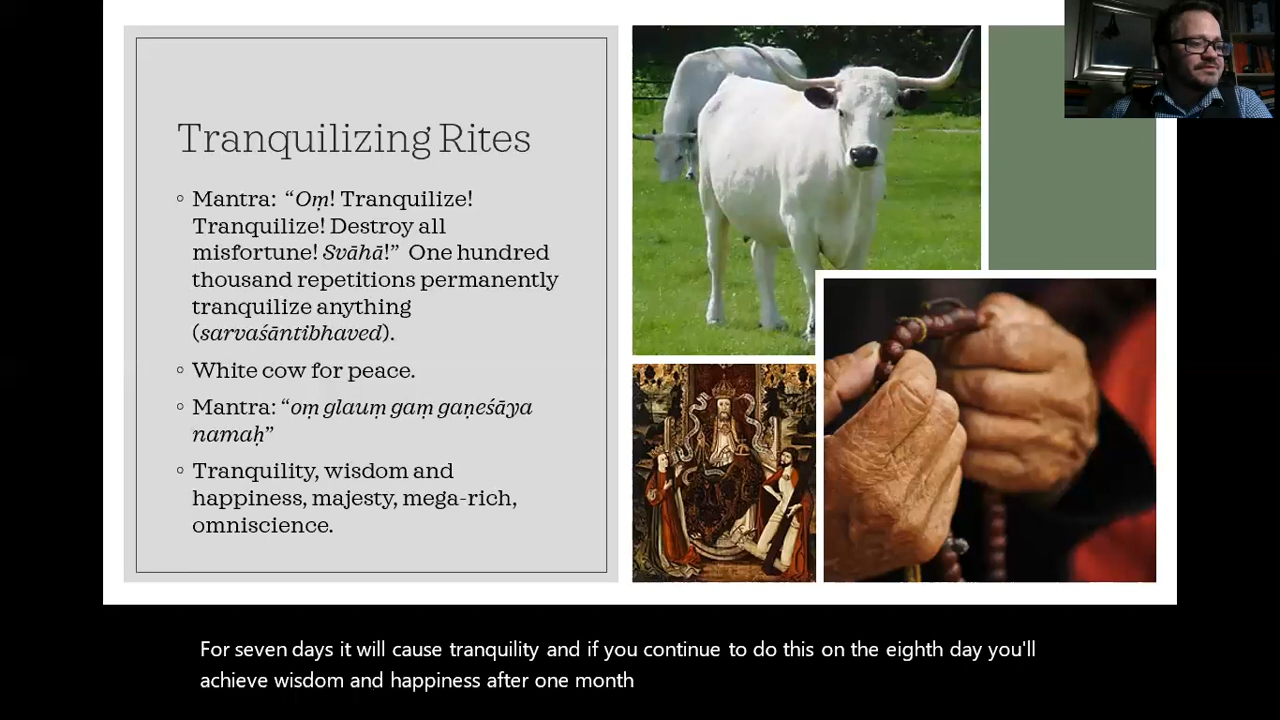 Tranquilizing Rites
◦ Mantra: “Oṃ! Tranquilize!
Tranquilize! Destroy all
misfortune! Svāhā!” One hundred
thousand repetitions permanently
tranquilize anything
(sarvaśāntibhaved).
◦ White cow for peace.
◦ Mantra: “oṃ glauṃ gaṃ gaṇeśāya
namaḥ”
◦ Tranquility, wisdom and
happiness, majesty, mega-rich,
omniscience.
For seven days it will cause tranquility and if you continue to do this on the eighth day you'll
achieve wisdom and happiness after one month